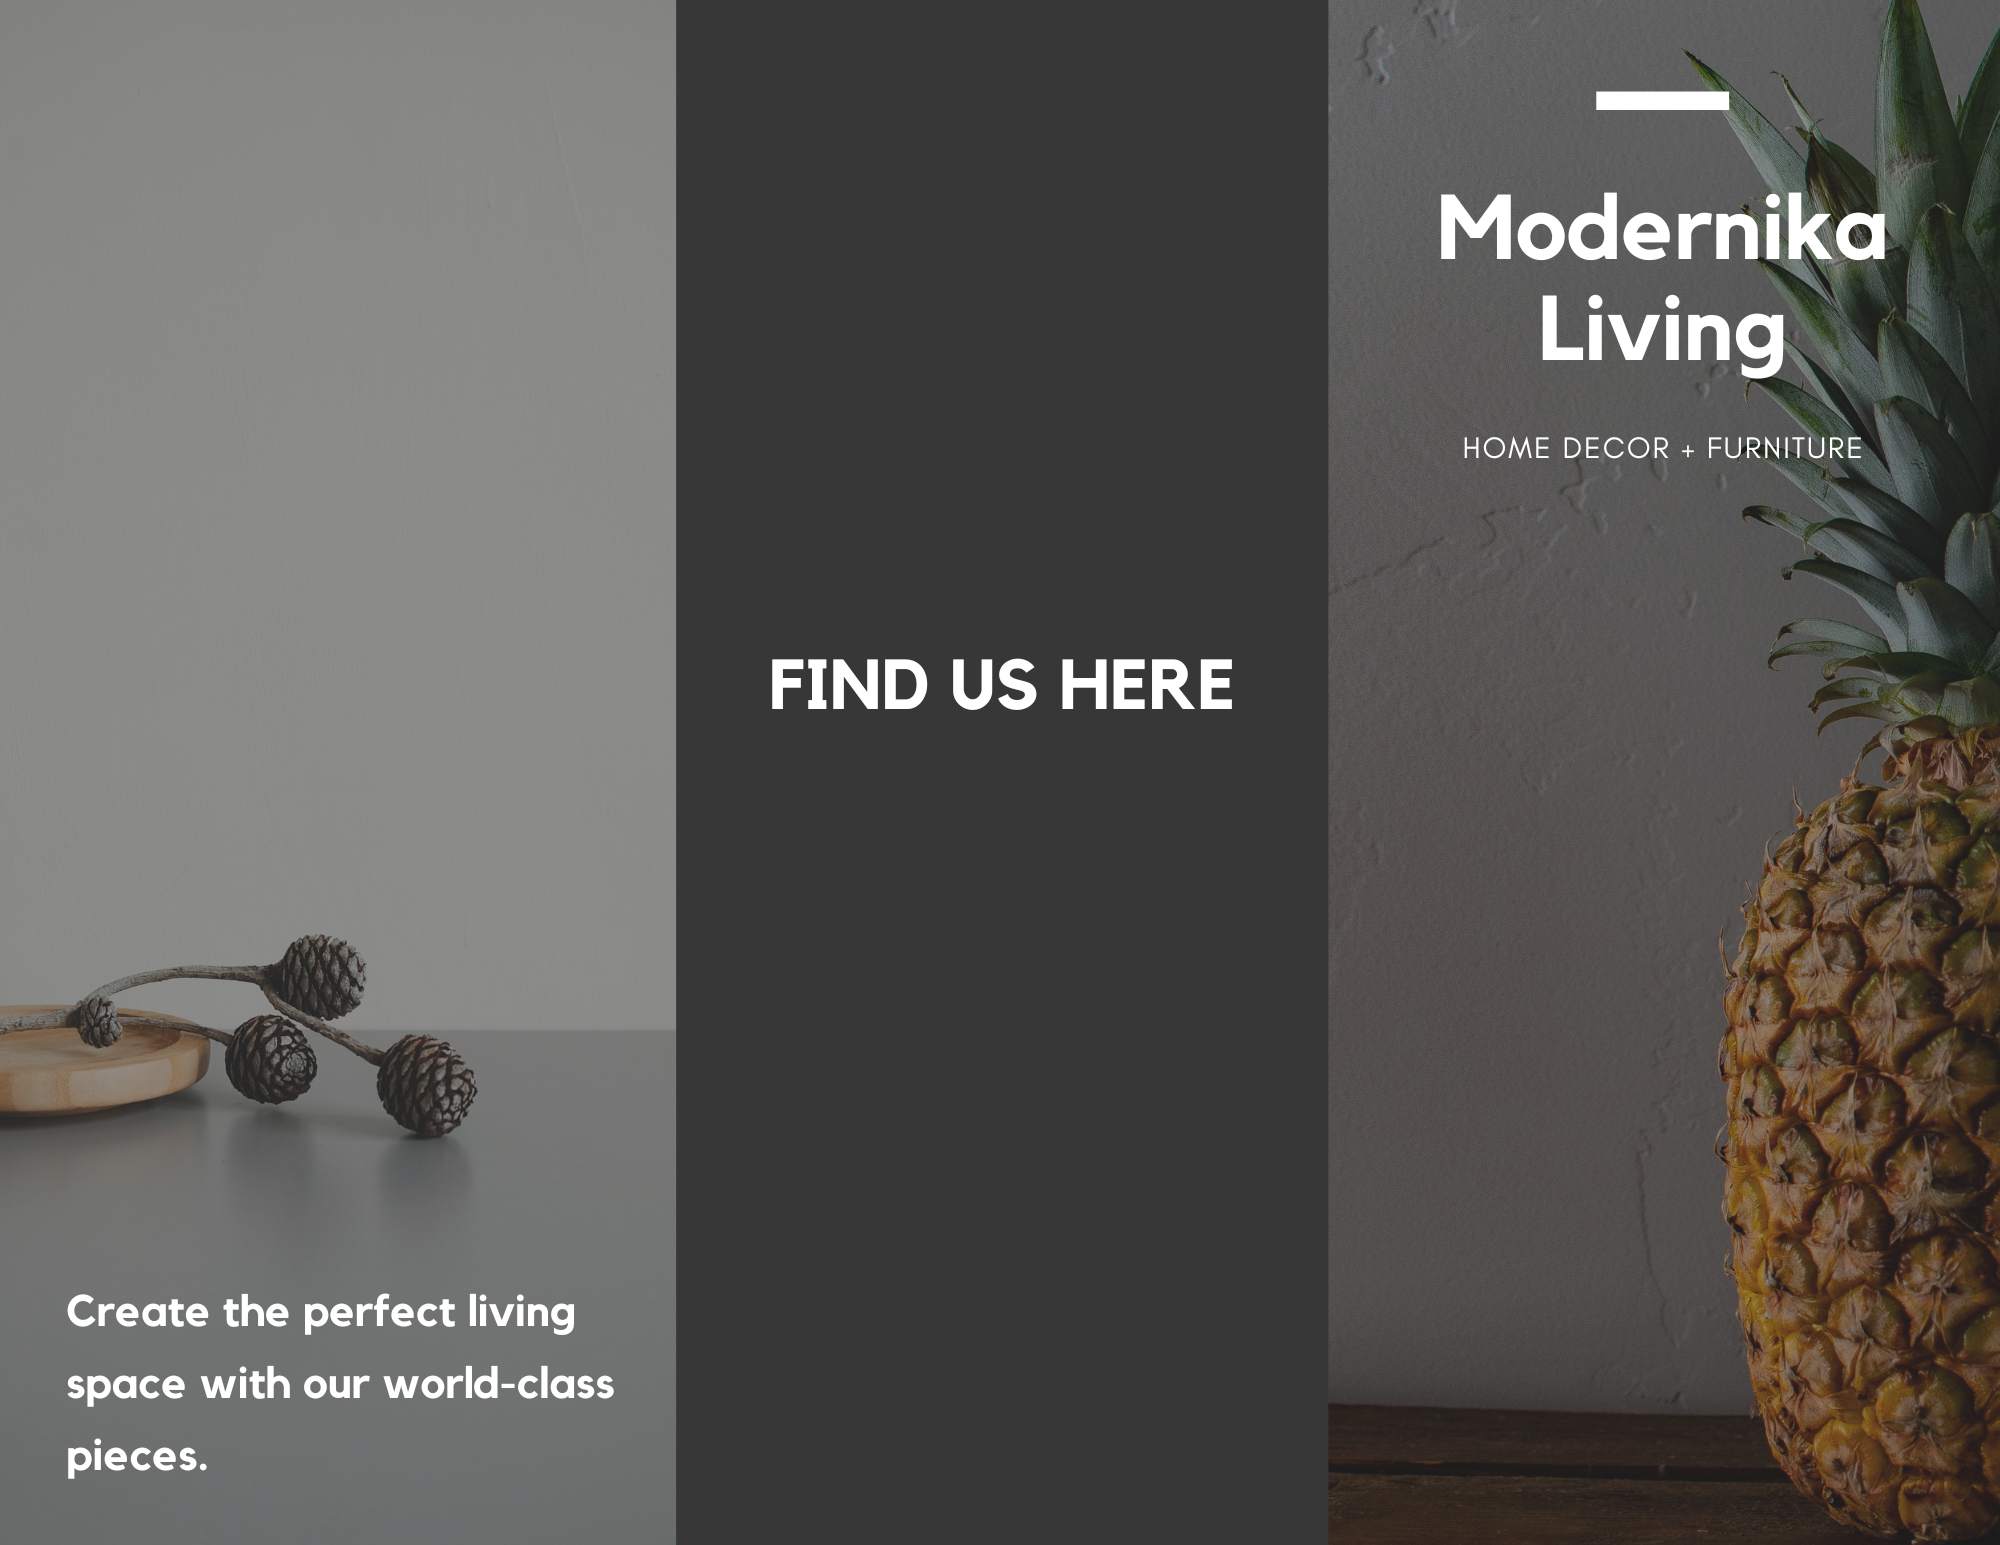 Create the perfect living
space with our world-class
pieces.
FIND US HERE
Modernika
Living
HOME DECOR + FURNITURE